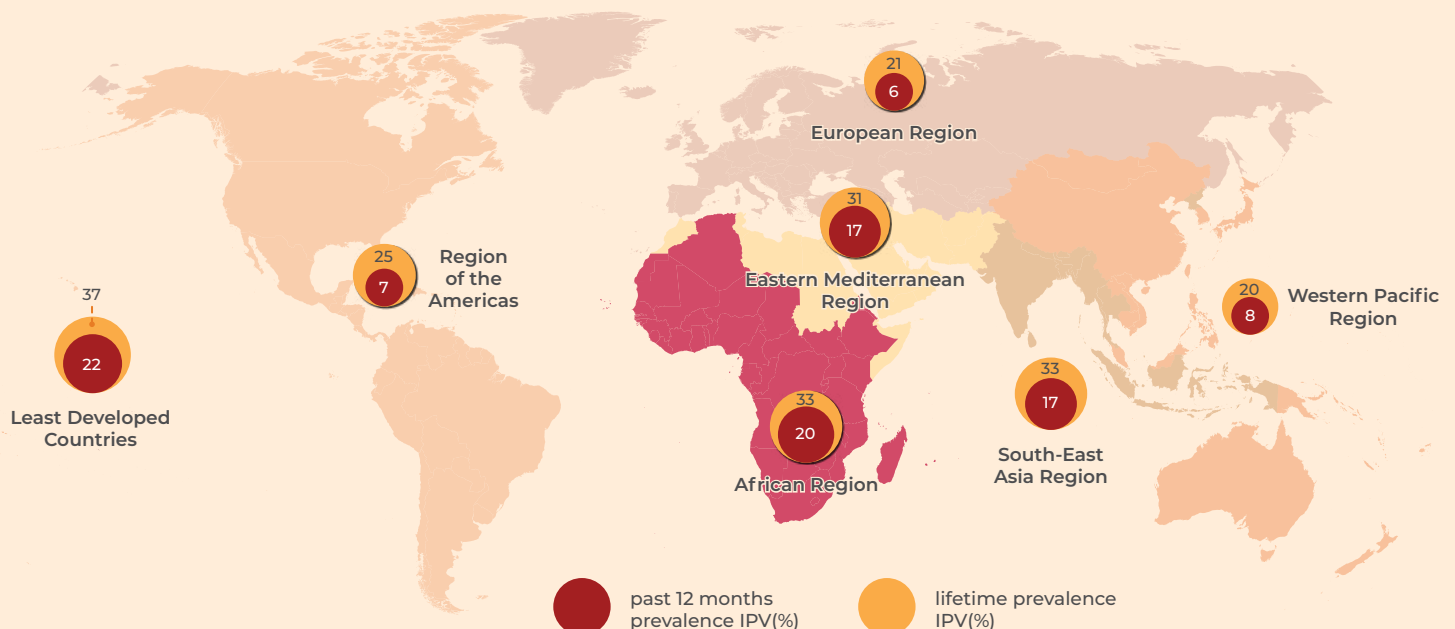 21
6
European Region
31
17
Eastern Mediterranean
Region
25
7
Region
of the
Americas
37
22
Least Developed
Countries
20
8
Western Pacific
Region
33
17
South-East
Asia Region
33
20
African Region
past 12 months
prevalence IPV(%)
lifetime prevalence
IPV(%)